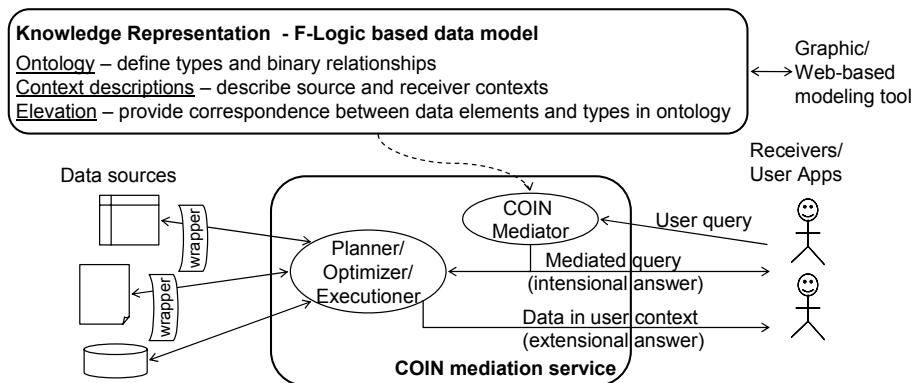 Knowledge Representation - F-Logic based data model
Ontology – define types and binary relationships
Context descriptions – describe source and receiver contexts
Elevation – provide correspondence between data elements and types in ontology
Graphic/
Web-based
modeling tool
Data sources
Receivers/
User Apps
wrapper
wrapper
COIN
Mediator
User query
Planner/
Optimizer/
Executioner
Mediated query
(intensional answer)
Data in user context
(extensional answer)
COIN mediation service